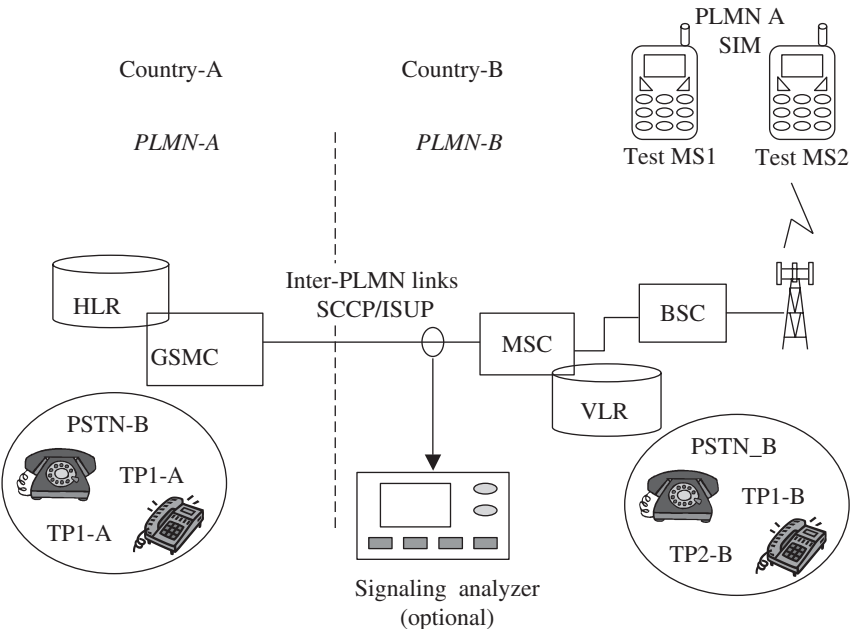 PLMN A
SIM
Country-A
Country-B
PLMN-A
PLMN-B
Test MS1
Test MS2
Inter-PLMN links
SCCP/ISUP
HLR
GSMC
MSC
BSC
VLR
PSTN-B
TP1-A
TP1-A
PSTN_B
TP1-B
TP2-B
Signaling analyzer
(optional)